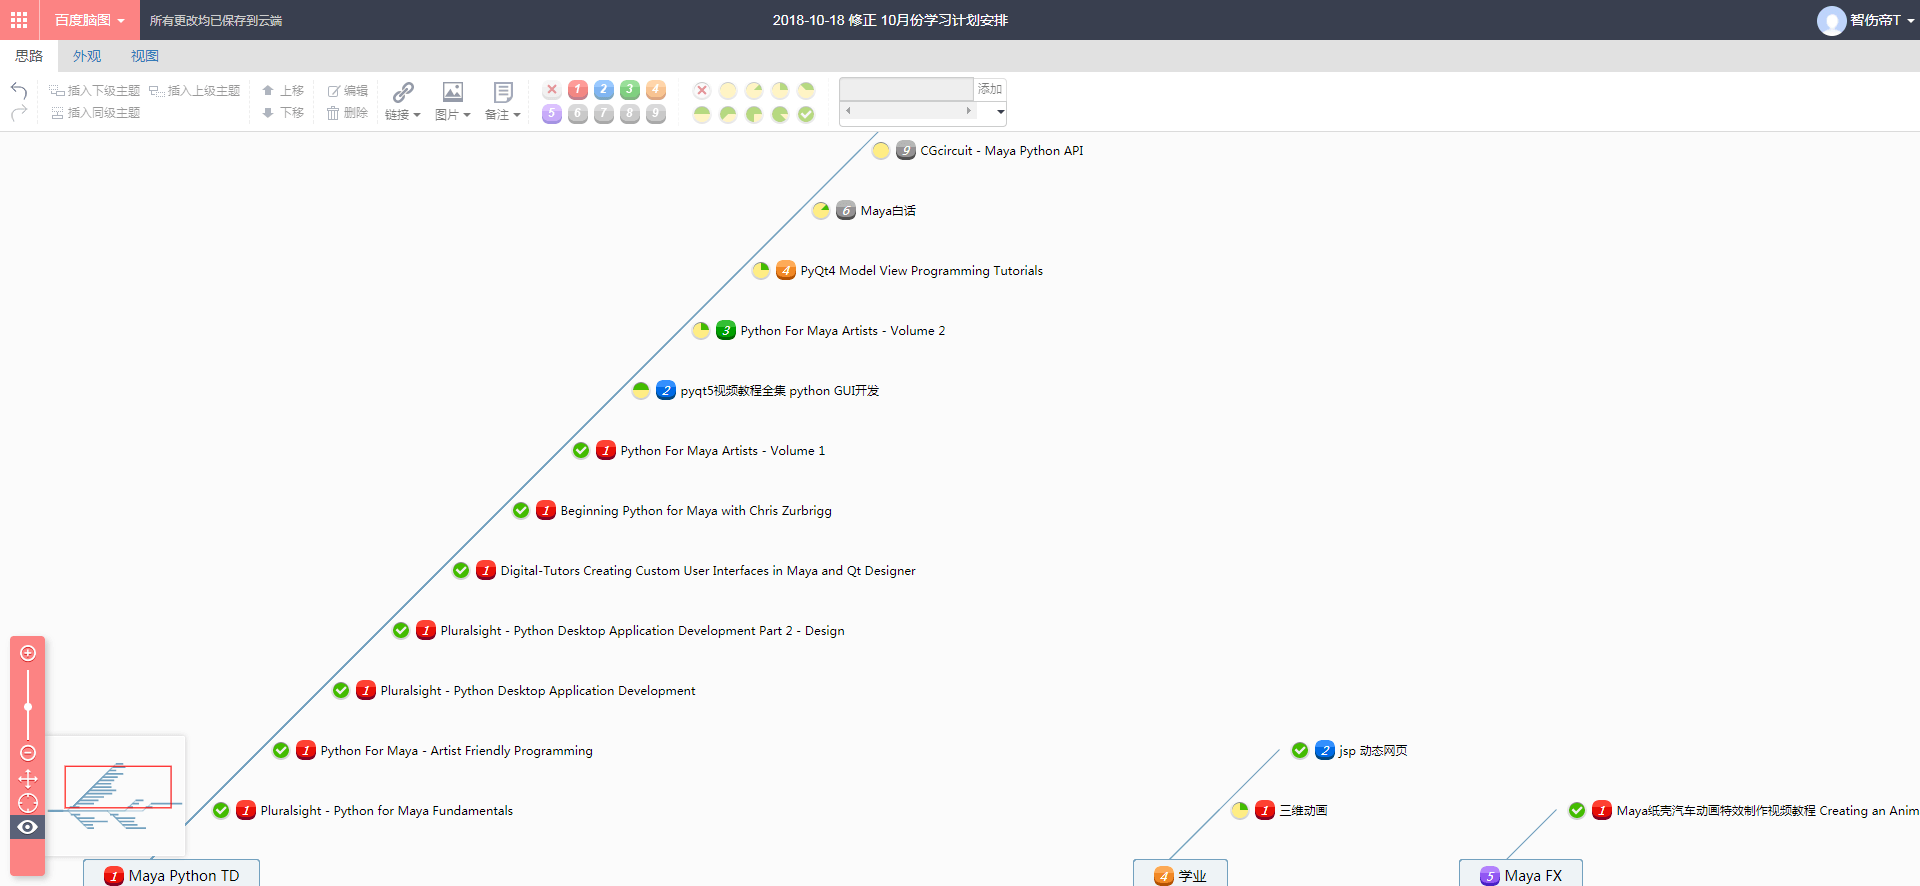 百度脑图 所有更改均已保存到云端 2018-10-18 修正 10月份学习计划安排 智伤帝T
思路 外观 视图
插入下级主题 插入上级主题 上移 编辑
插入同级主题 下移 删除 链接 图片 备注
1 2 3 4
5 6 7 8 9
添加
9 CGcircuit - Maya Python API
6 Maya白话
4 PyQt4 Model View Programming Tutorials
3 Python For Maya Artists - Volume 2
2 pyqt5视频教程全集 python GUI开发
1 Python For Maya Artists - Volume 1
1 Beginning Python for Maya with Chris Zurbrigg
1 Digital-Tutors Creating Custom User Interfaces in Maya and Qt Designer
1 Pluralsight - Python Desktop Application Development Part 2 - Design
1 Pluralsight - Python Desktop Application Development
1 Python For Maya - Artist Friendly Programming
2 jsp 动态网页
1 Pluralsight - Python for Maya Fundamentals
1 三维动画
1 Maya纸壳汽车动画特效制作视频教程 Creating an Anim
1 Maya Python TD
4 学业
5 Maya FX